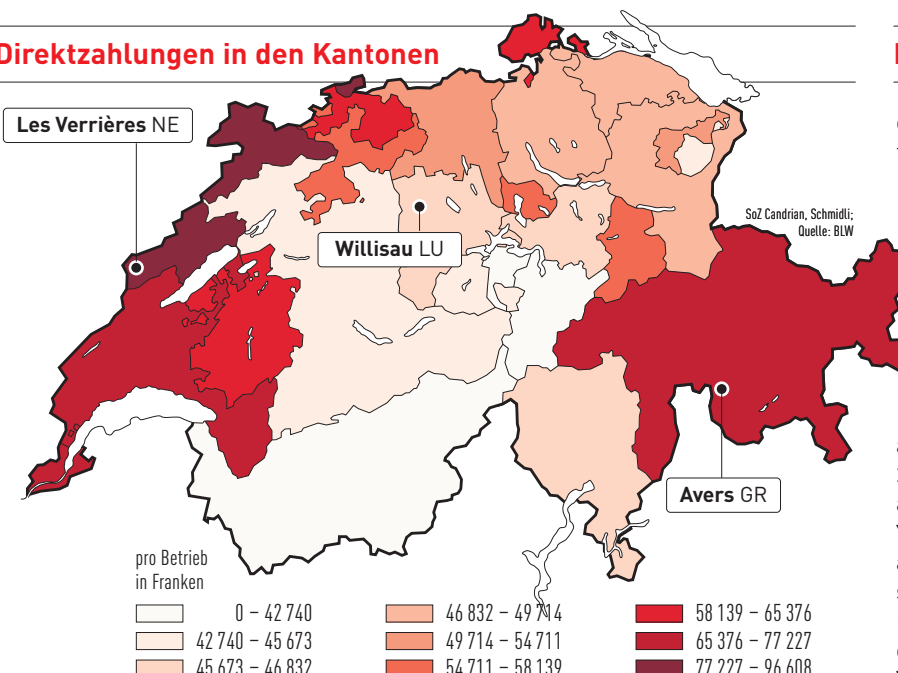 Direktzahlungen in den Kantonen
Les Verrières NE
SoZ Candrian, Schmidli;
Quelle: BLW
Willisau LU
Avers GR
pro Betrieb
in Franken
0 – 42 740
42 740 – 45 673
45 673 – 46 832
46 832 – 49 714
49 714 – 54 711
54 711 – 58 139
58 139 – 65 376
65 376 – 77 227
77 227 – 96 608